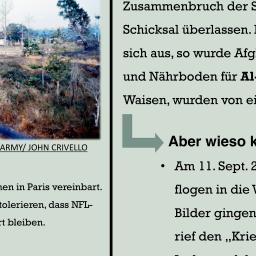 ARMY/ JOHN CRIVELLO
en in Paris vereinbart.
tolerieren, dass NFL-
rt bleiben.
Zusammenbruch der S
Schicksal überlassen.
sich aus, so wurde Afg
und Nährboden für Al
Waisen, wurden von ei
Aber wieso k
• Am 11. Sept. 2
flogen in die W
Bilder gingen
rief den „Krie